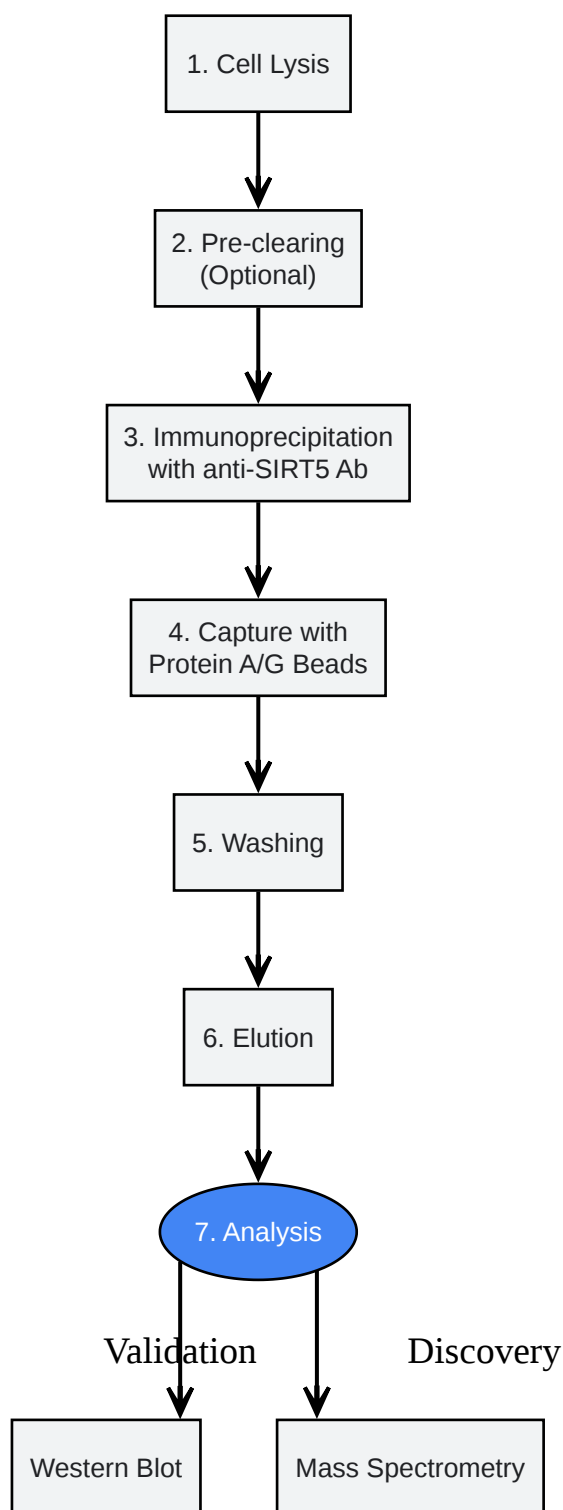 1. Cell Lysis
2. Pre-clearing
(Optional)
3. Immunoprecipitation
with anti-SIRT5 Ab
4. Capture with
Protein A/G Beads
5. Washing
6. Elution
7. Analysis
Validation
Discovery
Western Blot
Mass Spectrometry